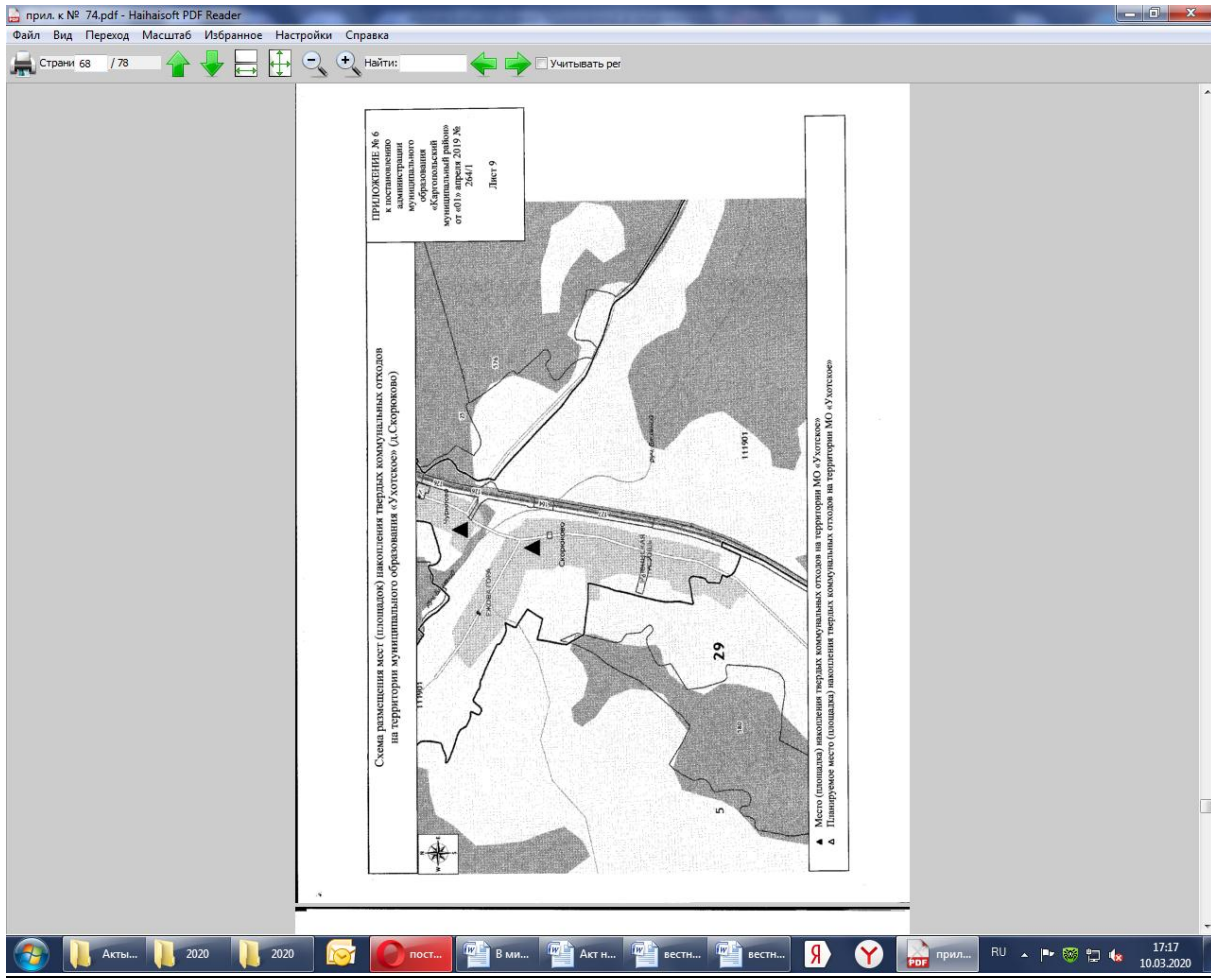 прил. к № 74.pdf - Haihaisoft PDF Reader
Файл Вид Переход Масштаб Избранное Настройки Справка
Страни 68 / 78 Найти: Учитывать рег
ПРИЛОЖЕНИЕ № 6
к постановлению
администрации
муниципального
образования
«Каргопольский
муниципальный район»
от «01» апреля 2019 №
264/1
Лист 9
Схема размещения мест (площадок) накопления твердых коммунальных отходов
на территории муниципального образования «Ухотское» (д.Скорюково)
N
W E
S
111901
ЕЖОВА ГОРА
Скорюково
111901
29
5
▲ Место (площадка) накопления твердых коммунальных отходов на территории МО «Ухотское»
△ Планируемое место (площадка) накопления твердых коммунальных отходов на территории МО «Ухотское»
Акты... 2020 2020 пост... В ми... Акт н... вестн... вестн... Я Y прил... RU 17:17
10.03.2020